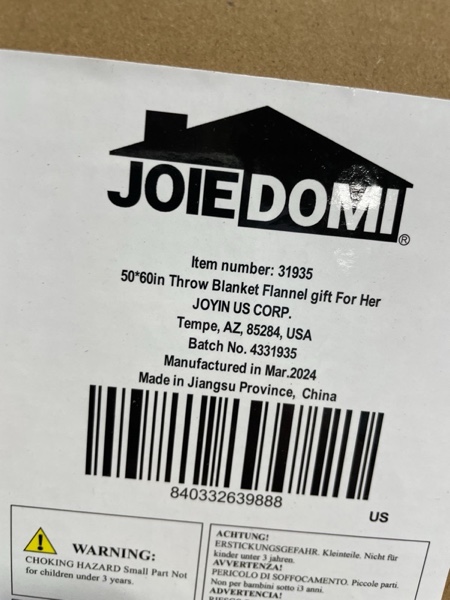 JOIEDOMI®
Item number: 31935
50*60in Throw Blanket Flannel gift For Her
JOYIN US CORP.
Tempe, AZ, 85284, USA
Batch No. 4331935
Manufactured in Mar.2024
Made in Jiangsu Province, China
840332639888
US
WARNING:
CHOKING HAZARD Small Part Not
for children under 3 years.
ACHTUNG!
ERSTICKUNGSGEFAHR. Kleinteile. Nicht für
kinder unter 3 jahren.
AVVERTENZA!
PERICOLO DI SOFFOCAMENTO. Piccole parti.
Non per bambini sotto i3 anni.
ADVERTENCIA!